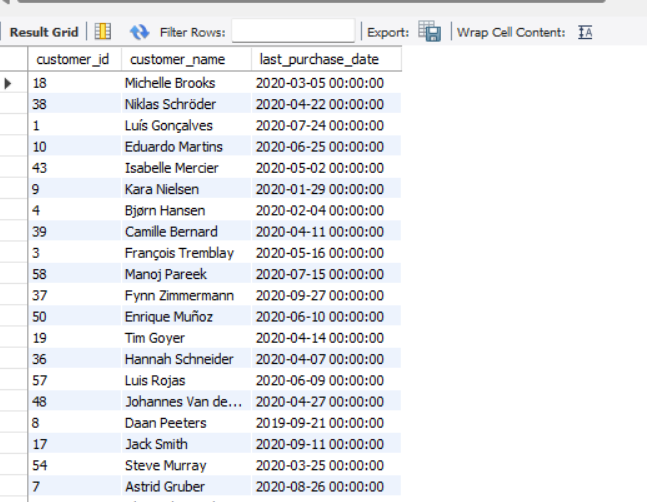 Result Grid Filter Rows: Export: Wrap Cell Content: IA
customer_id customer_name last_purchase_date
18 Michelle Brooks 2020-03-05 00:00:00
38 Niklas Schröder 2020-04-22 00:00:00
1 Luís Gonçalves 2020-07-24 00:00:00
10 Eduardo Martins 2020-06-25 00:00:00
43 Isabelle Mercier 2020-05-02 00:00:00
9 Kara Nielsen 2020-01-29 00:00:00
4 Bjørn Hansen 2020-02-04 00:00:00
39 Camille Bernard 2020-04-11 00:00:00
3 François Tremblay 2020-05-16 00:00:00
58 Manoj Pareek 2020-07-15 00:00:00
37 Fynn Zimmermann 2020-09-27 00:00:00
50 Enrique Muñoz 2020-06-10 00:00:00
19 Tim Goyer 2020-04-14 00:00:00
36 Hannah Schneider 2020-04-07 00:00:00
57 Luis Rojas 2020-06-09 00:00:00
48 Johannes Van de... 2020-04-27 00:00:00
8 Daan Peeters 2019-09-21 00:00:00
17 Jack Smith 2020-09-11 00:00:00
54 Steve Murray 2020-03-25 00:00:00
7 Astrid Gruber 2020-08-26 00:00:00